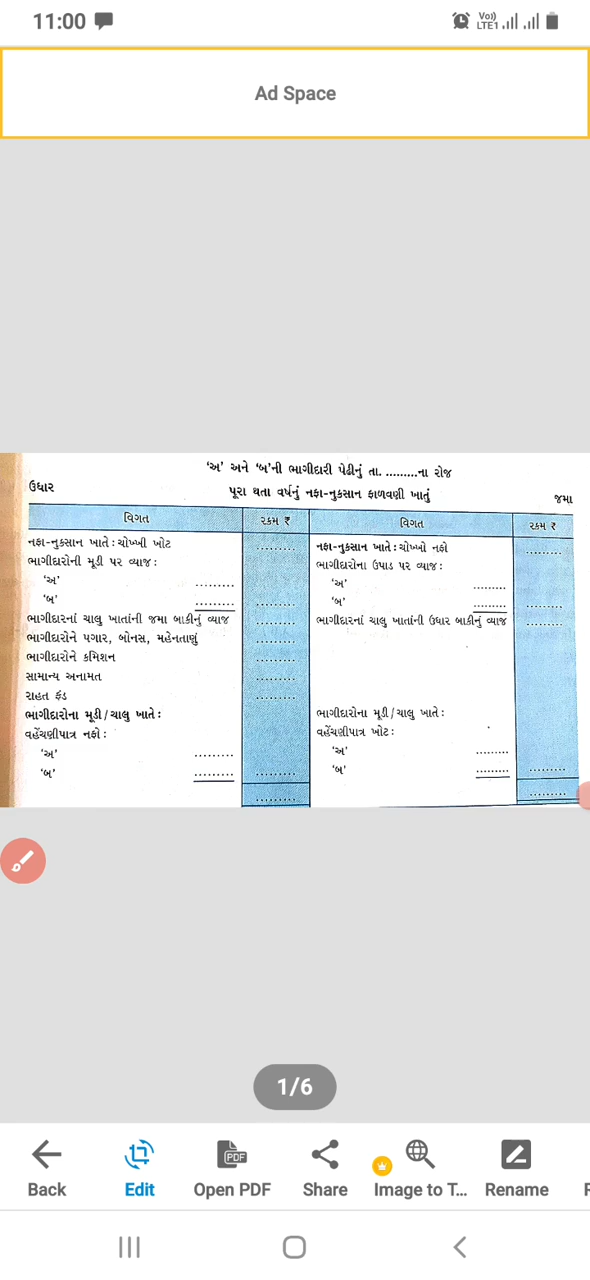 11:00
Vo))
LTE1
Ad Space
'અ' અને 'બ'ની ભાગીદારી પેઢીનું તા. .........ના રોજ
ઉધાર
પૂરા થતા વર્ષનું નફા-નુકસાન ફાળવણી ખાતું
જમા
વિગત રકમ ₹ વિગત રકમ ₹
નફા-નુકસાન ખાતે : ચોખ્ખી ખોટ ......... નફા-નુકસાન ખાતે : ચોખ્ખો નફો .........
ભાગીદારોની મૂડી પર વ્યાજ : ભાગીદારોના ઉપાડ પર વ્યાજ :
'અ' ......... 'અ' .........
'બ' ......... ......... 'બ' ......... .........
ભાગીદારનાં ચાલુ ખાતાંની જમા બાકીનું વ્યાજ ......... ભાગીદારનાં ચાલુ ખાતાંની ઉધાર બાકીનું વ્યાજ .........
ભાગીદારોને પગાર, બોનસ, મહેનતાણું .........
ભાગીદારોને કમિશન .........
સામાન્ય અનામત .........
રાહત ફંડ .........
ભાગીદારોના મૂડી / ચાલુ ખાતે : ભાગીદારોના મૂડી / ચાલુ ખાતે :
વહેંચણીપાત્ર નફો : વહેંચણીપાત્ર ખોટ :
'અ' ......... 'અ' .........
'બ' ......... ......... 'બ' ......... .........
......... .........
1/6
PDF
Back Edit Open PDF Share Image to T... Rename